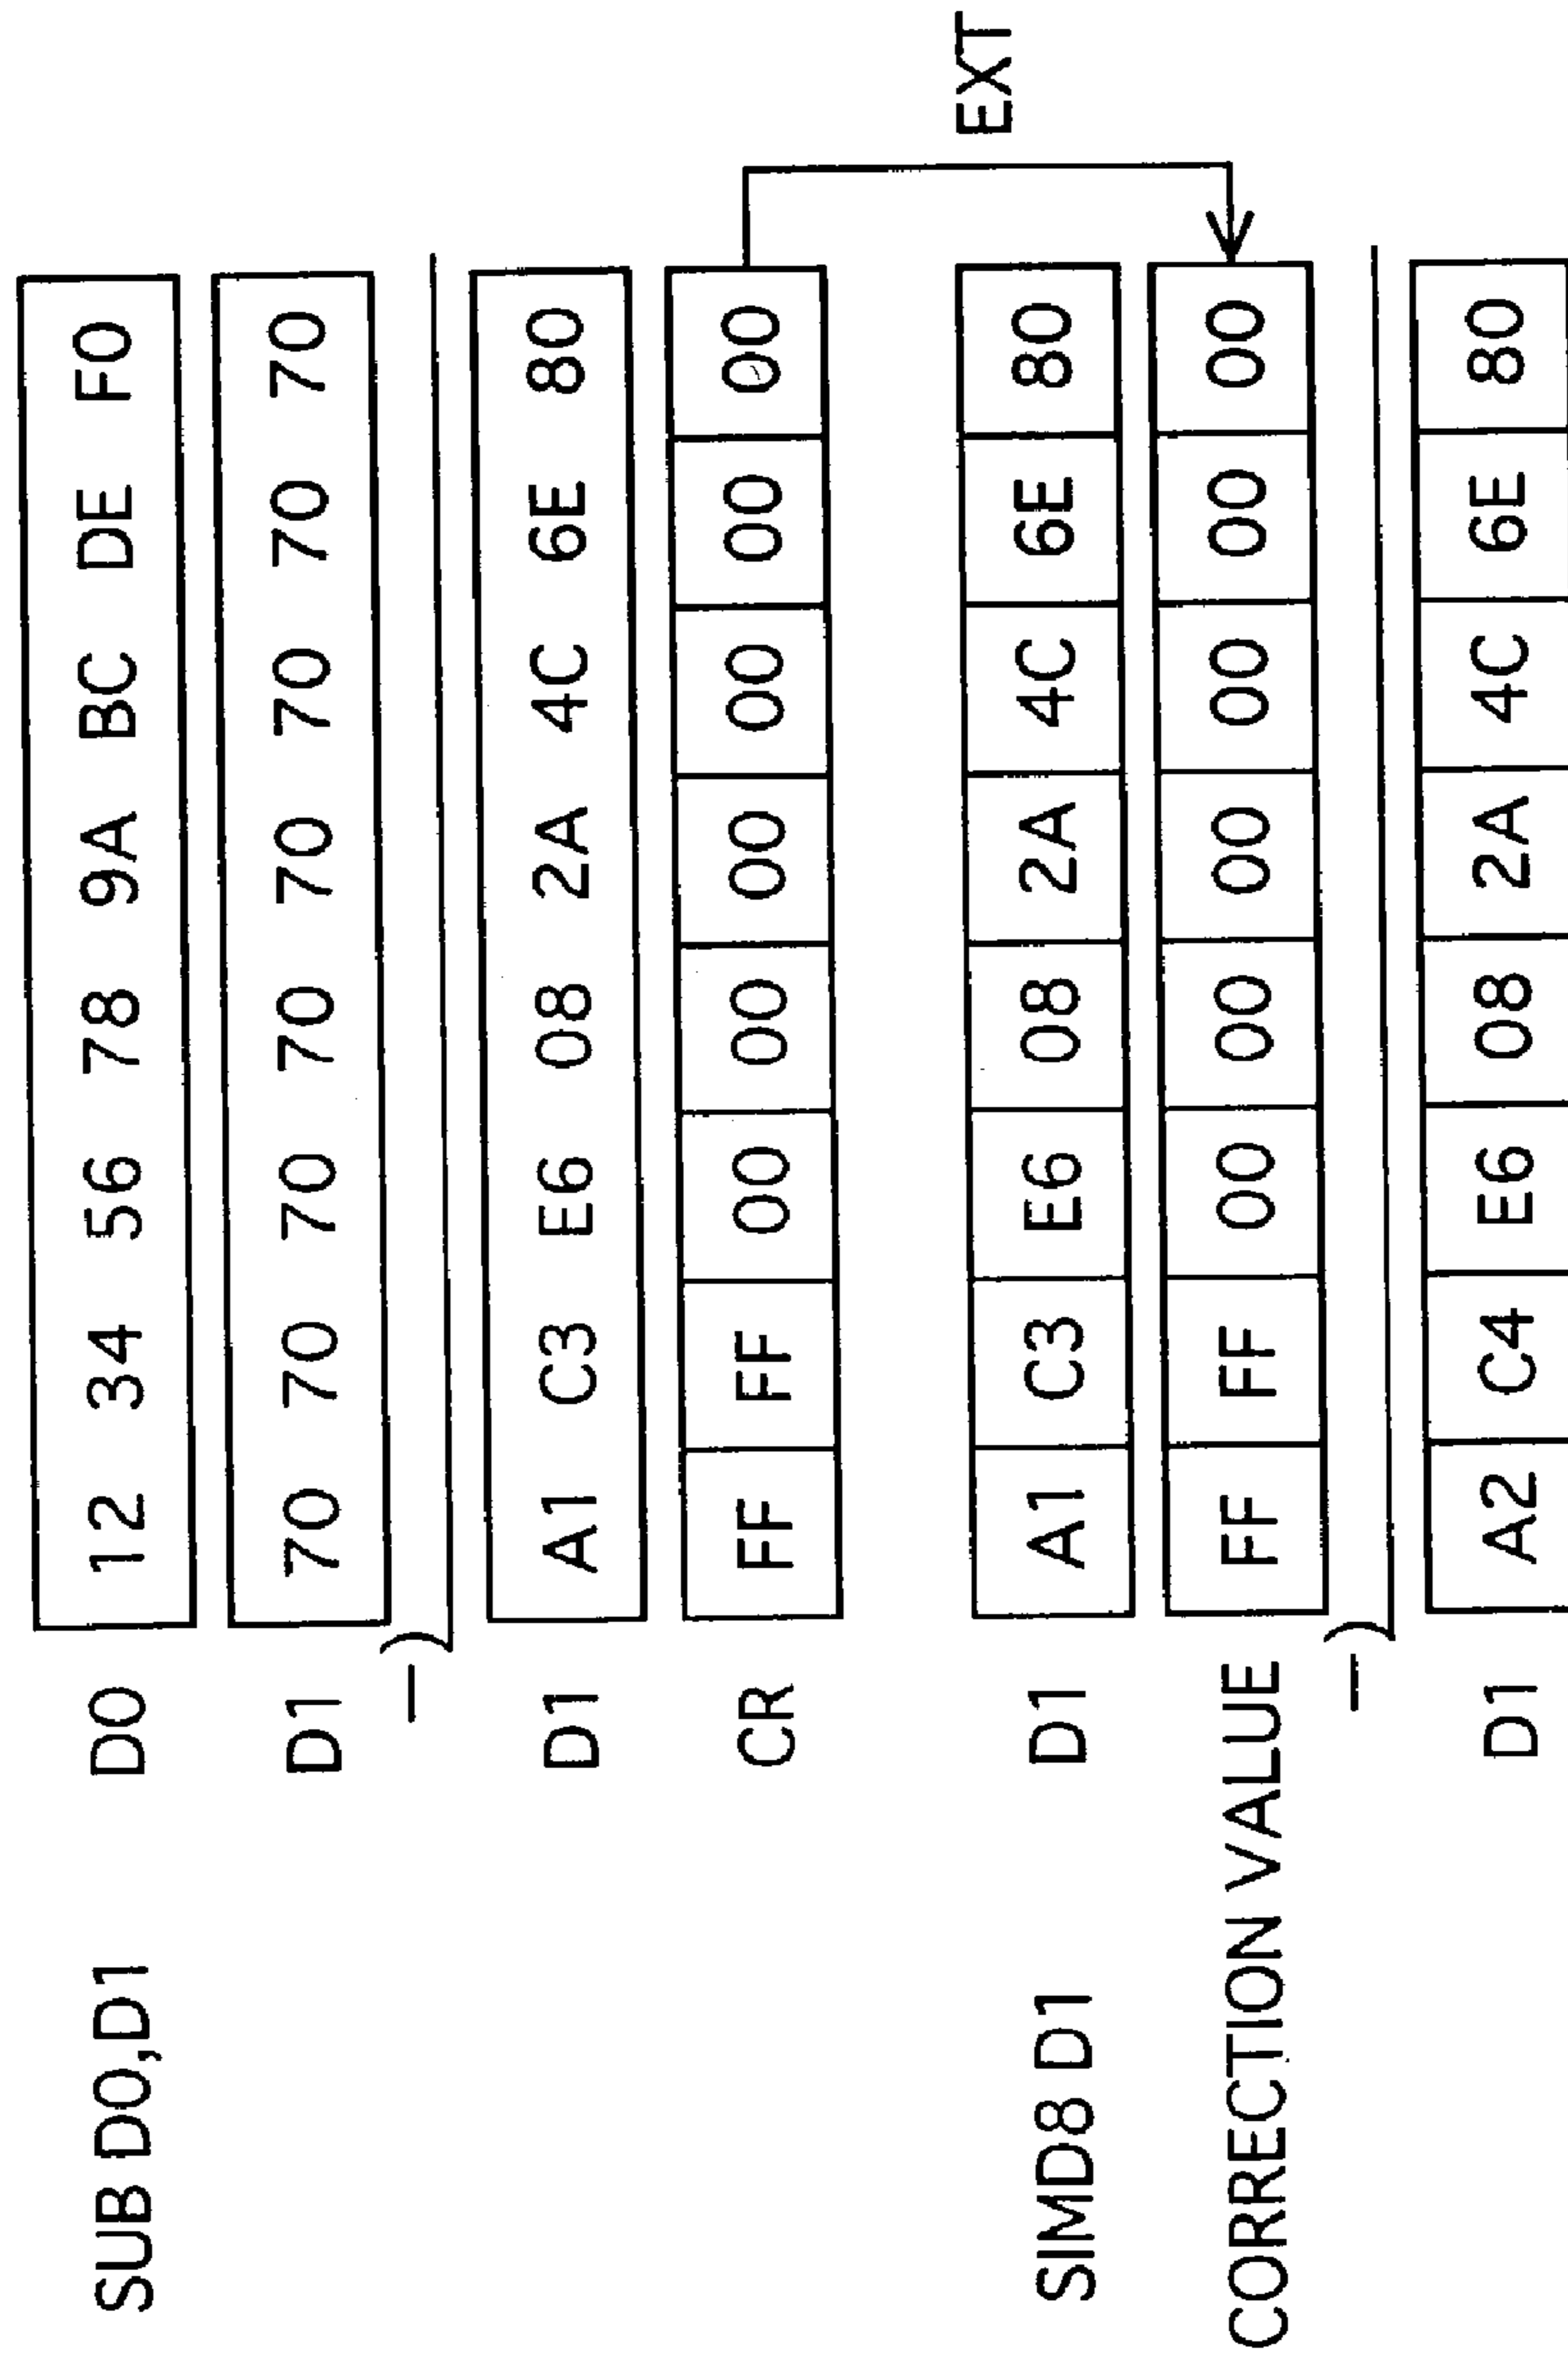 SUB D0,D1 D0 12 34 56 78 9A BC DE F0
D1 70 70 70 70 70 70 70 70
—)
D1 A1 C3 E6 08 2A 4C 6E 80
CR FF FF 00 00 00 00 00 00
EXT
SIMD8 D1 D1 A1 C3 E6 08 2A 4C 6E 80
CORRECTION VALUE FF FF 00 00 00 00 00 00
—)
D1 A2 C4 E6 08 2A 4C 6E 80